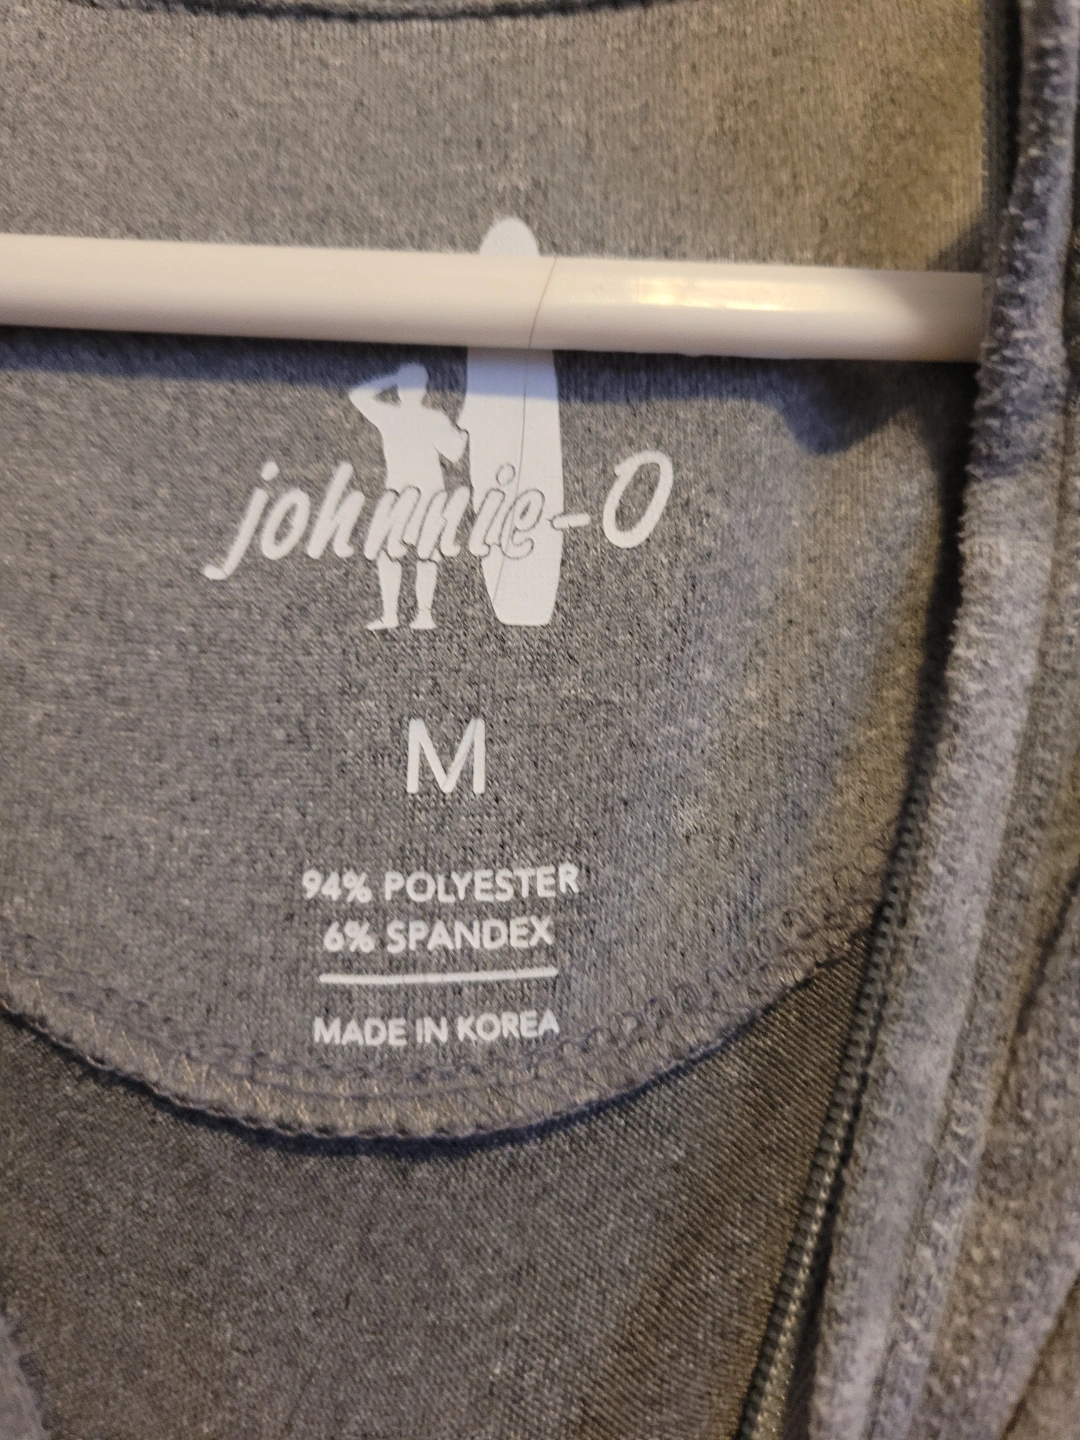 johnnie-O
M
94% POLYESTER
6% SPANDEX
MADE IN KOREA